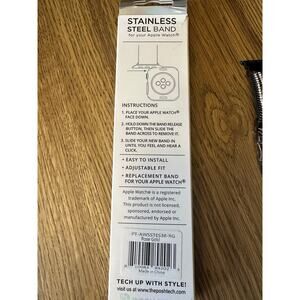 STAINLESS
STEEL BAND
for your Apple Watch®
INSTRUCTIONS
1. PLACE YOUR APPLE WATCH®
FACE DOWN.
2. HOLD DOWN THE BAND RELEASE
BUTTON, THEN SLIDE THE
BAND ACROSS TO REMOVE IT.
3. SLIDE YOUR NEW BAND IN
UNTIL YOU FEEL AND HEAR A
CLICK.
• EASY TO INSTALL
• ADJUSTABLE FIT
• REPLACEMENT BAND
FOR YOUR APPLE WATCH®
Apple Watch® is a registered
trademark of Apple Inc.
This product is not licensed,
sponsored, endorsed or
manufactured by Apple Inc.
Rose Gold
Made in China
TECH UP WITH STYLE!
visit us at www.theposhtech.com